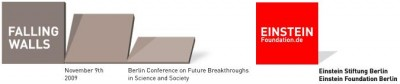 FALLING
WALLS
November 9th
2009
Berlin Conference on Future Breakthroughs
in Science and Society
EINSTEIN
Foundation.de
Einstein Stiftung Berlin
Einstein Foundation Berlin